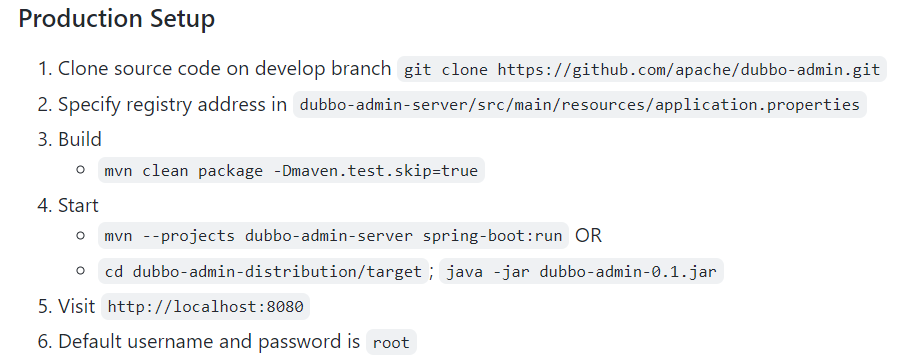 Production Setup
1. Clone source code on develop branch git clone https://github.com/apache/dubbo-admin.git
2. Specify registry address in dubbo-admin-server/src/main/resources/application.properties
3. Build
mvn clean package -Dmaven.test.skip=true
4. Start
mvn --projects dubbo-admin-server spring-boot:run OR
cd dubbo-admin-distribution/target; java -jar dubbo-admin-0.1.jar
5. Visit http://localhost:8080
6. Default username and password is root